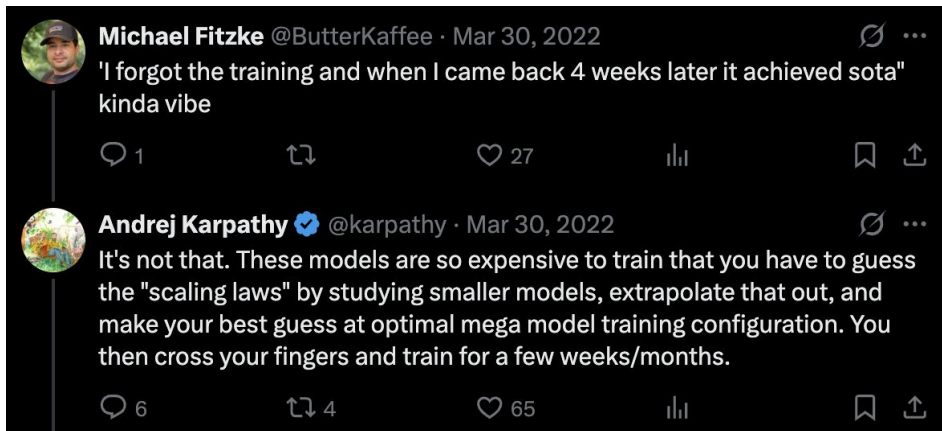 Michael Fitzke @ButterKaffee · Mar 30, 2022
'I forgot the training and when I came back 4 weeks later it achieved sota"
kinda vibe
1 27
Andrej Karpathy @karpathy · Mar 30, 2022
It's not that. These models are so expensive to train that you have to guess
the "scaling laws" by studying smaller models, extrapolate that out, and
make your best guess at optimal mega model training configuration. You
then cross your fingers and train for a few weeks/months.
6 4 65